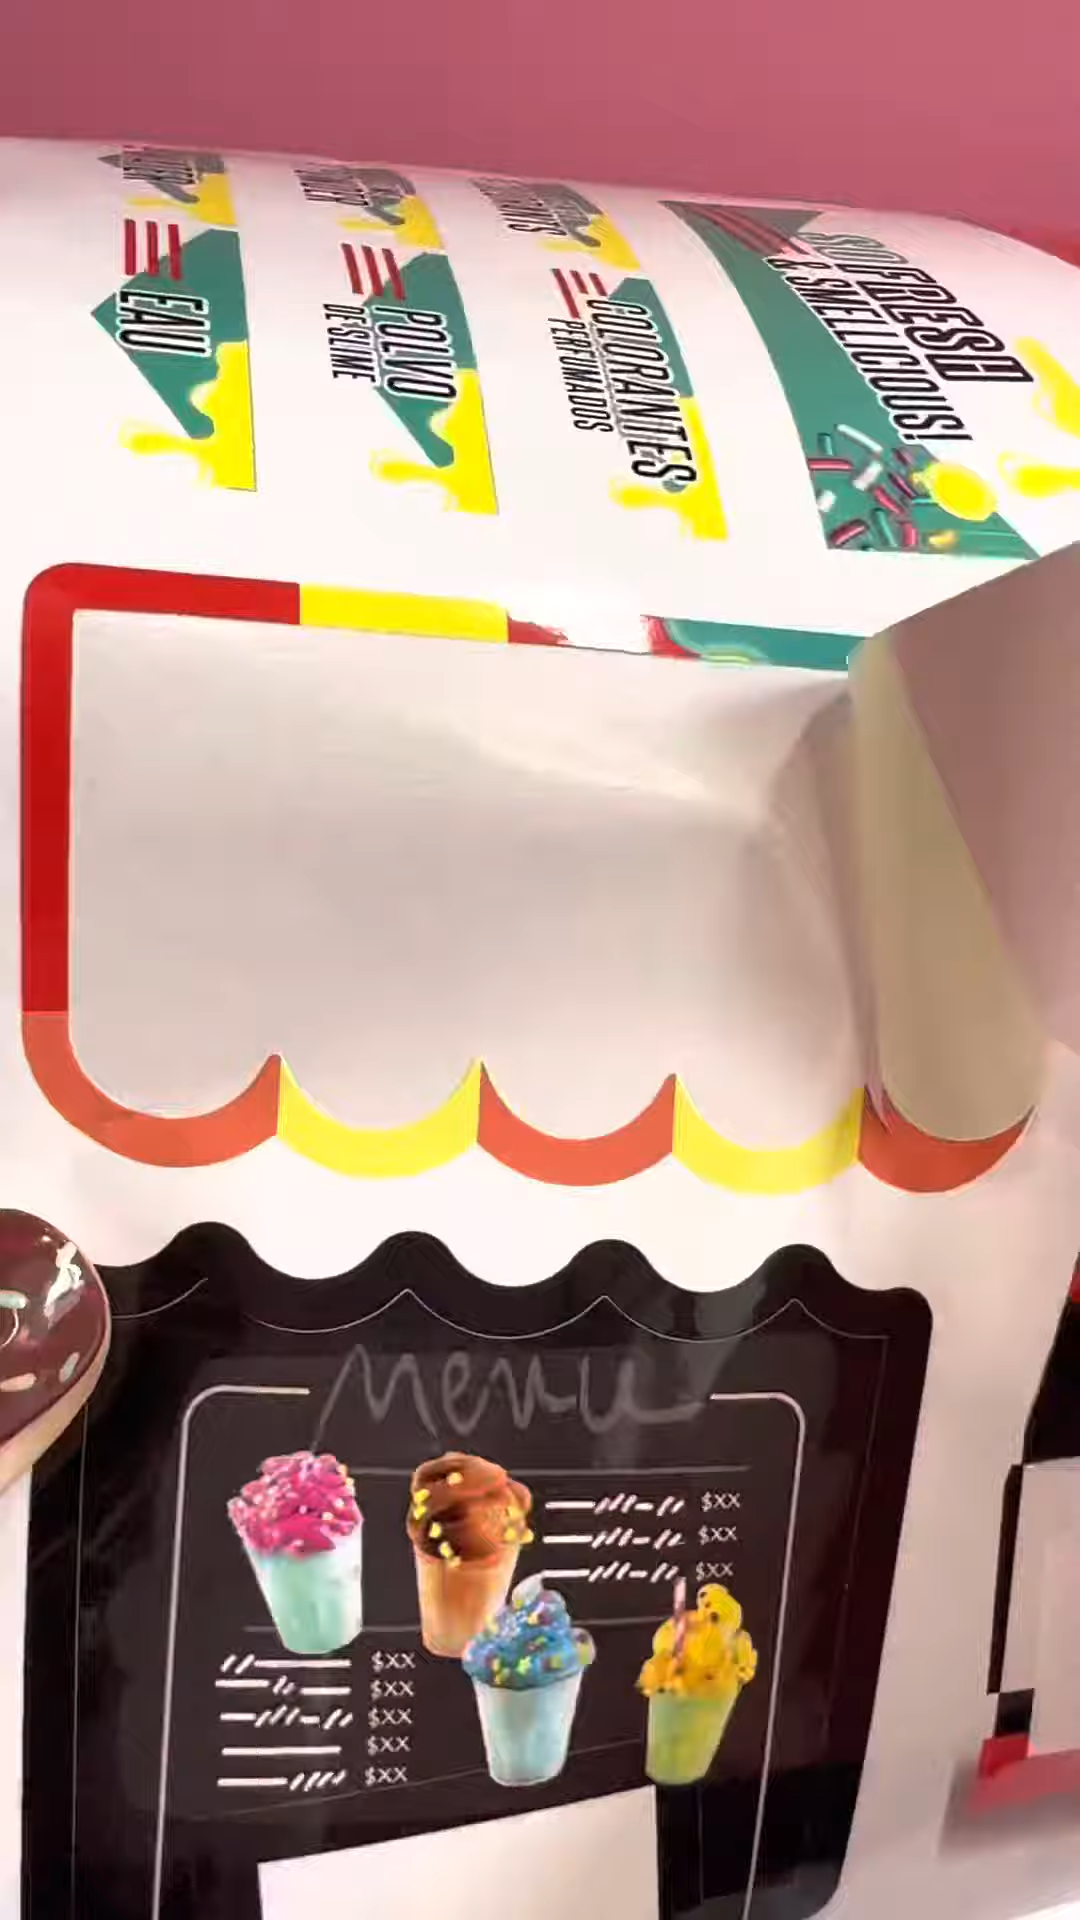 EAU
POLVO
DE SLIME
COLORANTES
PERFUMADOS
SO FRESH
& SMELLICIOUS!
Menu
$XX
$XX
$XX
$XX
$XX
$XX
$XX
$XX